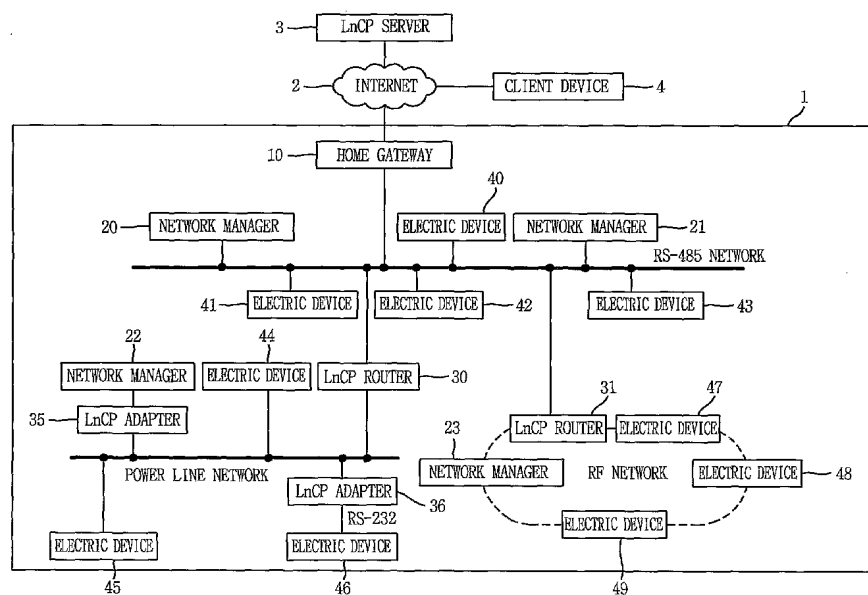 3 LnCP SERVER
2 INTERNET CLIENT DEVICE 4
1
10 HOME GATEWAY
40
20 NETWORK MANAGER ELECTRIC DEVICE NETWORK MANAGER 21
RS-485 NETWORK
41 ELECTRIC DEVICE ELECTRIC DEVICE 42 ELECTRIC DEVICE 43
22 44
NETWORK MANAGER ELECTRIC DEVICE LnCP ROUTER 30
31 47
35 LnCP ADAPTER
23 LnCP ROUTER ELECTRIC DEVICE
POWER LINE NETWORK NETWORK MANAGER RF NETWORK ELECTRIC DEVICE 48
LnCP ADAPTER 36
RS-232
ELECTRIC DEVICE
ELECTRIC DEVICE ELECTRIC DEVICE
45 46 49